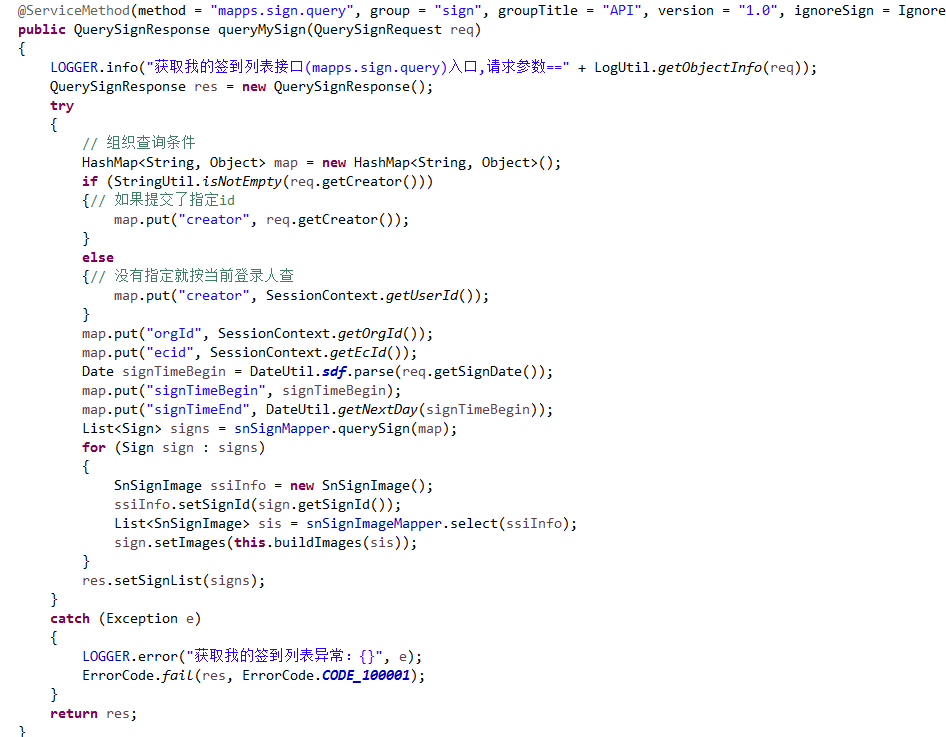 @ServiceMethod(method = "mapps.sign.query", group = "sign", groupTitle = "API", version = "1.0", ignoreSign = Ignore
public QuerySignResponse queryMySign(QuerySignRequest req)
{
LOGGER.info("获取我的签到列表接口(mapps.sign.query)入口,请求参数==" + LogUtil.getObjectInfo(req));
QuerySignResponse res = new QuerySignResponse();
try
{
// 组织查询条件
HashMap<String, Object> map = new HashMap<String, Object>();
if (StringUtil.isNotEmpty(req.getCreator()))
{// 如果提交了指定id
map.put("creator", req.getCreator());
}
else
{// 没有指定就按当前登录人查
map.put("creator", SessionContext.getUserId());
}
map.put("orgId", SessionContext.getOrgId());
map.put("ecid", SessionContext.getEcId());
Date signTimeBegin = DateUtil.sdf.parse(req.getSignDate());
map.put("signTimeBegin", signTimeBegin);
map.put("signTimeEnd", DateUtil.getNextDay(signTimeBegin));
List<Sign> signs = snSignMapper.querySign(map);
for (Sign sign : signs)
{
SnSignImage ssiInfo = new SnSignImage();
ssiInfo.setSignId(sign.getSignId());
List<SnSignImage> sis = snSignImageMapper.select(ssiInfo);
sign.setImages(this.buildImages(sis));
}
res.setSignList(signs);
}
catch (Exception e)
{
LOGGER.error("获取我的签到列表异常：{}", e);
ErrorCode.fail(res, ErrorCode.CODE_100001);
}
return res;
}